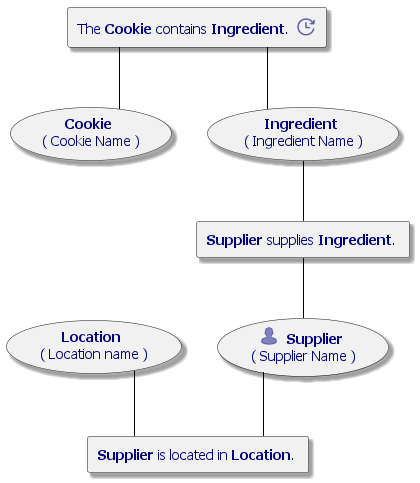 The Cookie contains Ingredient.
Cookie
( Cookie Name )
Ingredient
( Ingredient Name )
Supplier supplies Ingredient.
Location
( Location name )
Supplier
( Supplier Name )
Supplier is located in Location.